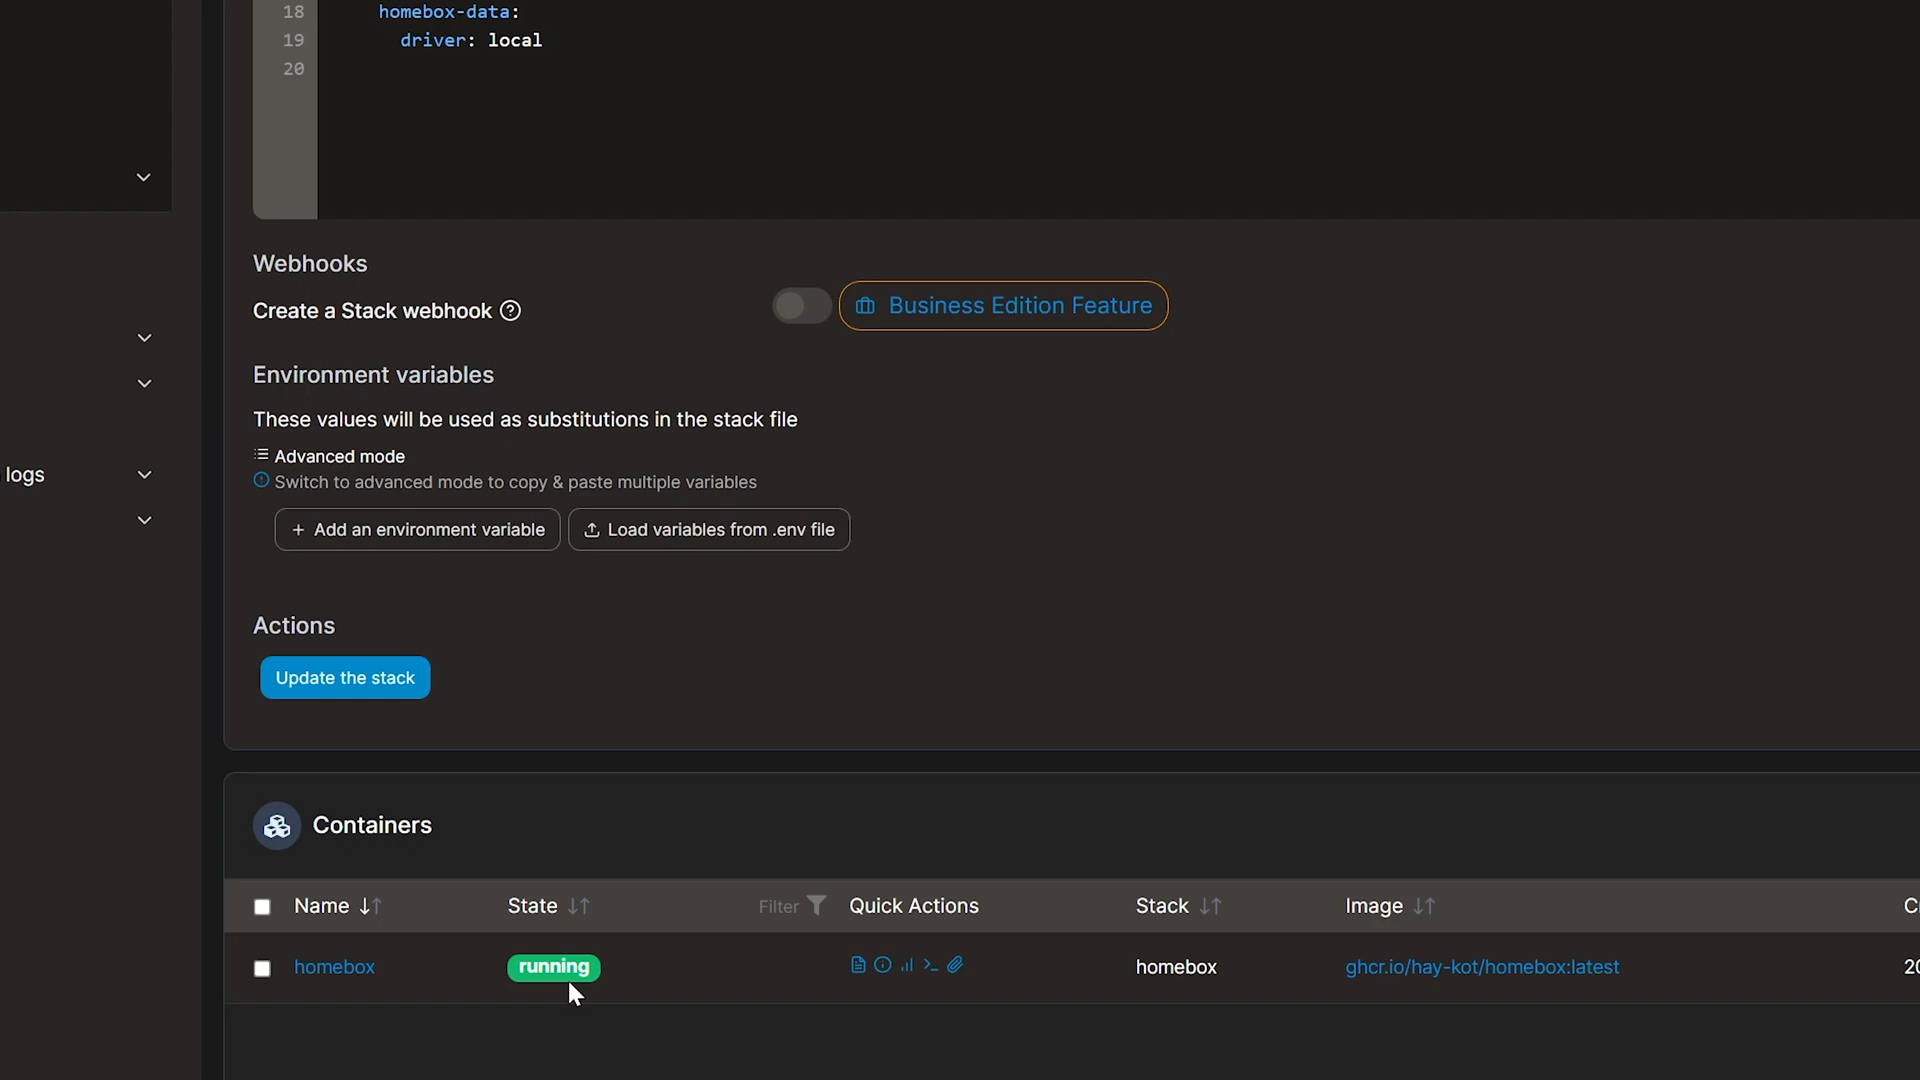 18 homebox-data:
19 driver: local
20
Webhooks
Create a Stack webhook
Business Edition Feature
Environment variables
These values will be used as substitutions in the stack file
Advanced mode
Switch to advanced mode to copy & paste multiple variables
+ Add an environment variable
Load variables from .env file
logs
Actions
Update the stack
Containers
Name State Filter Quick Actions Stack Image
homebox running homebox ghcr.io/hay-kot/homebox:latest